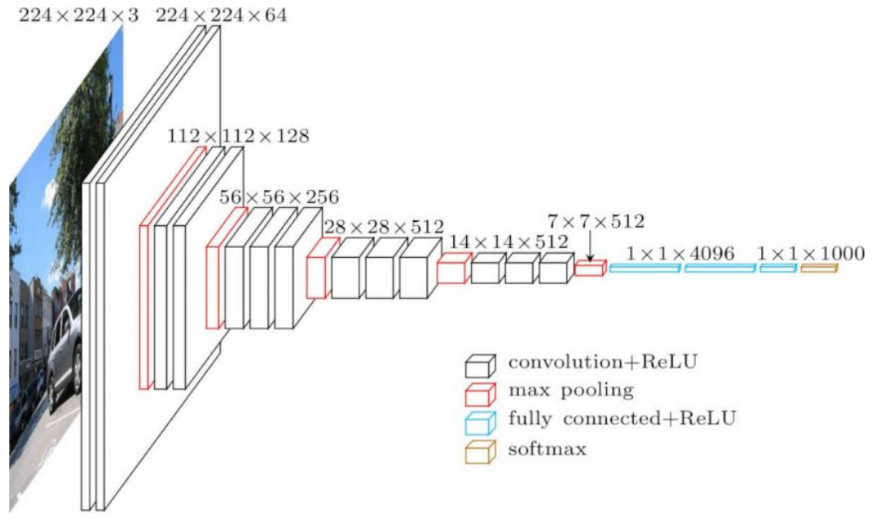 224×224×3
224×224×64
112×112×128
56×56×256
28×28×512
14×14×512
7×7×512
1×1×4096
1×1×1000
convolution+ReLU
max pooling
fully connected+ReLU
softmax